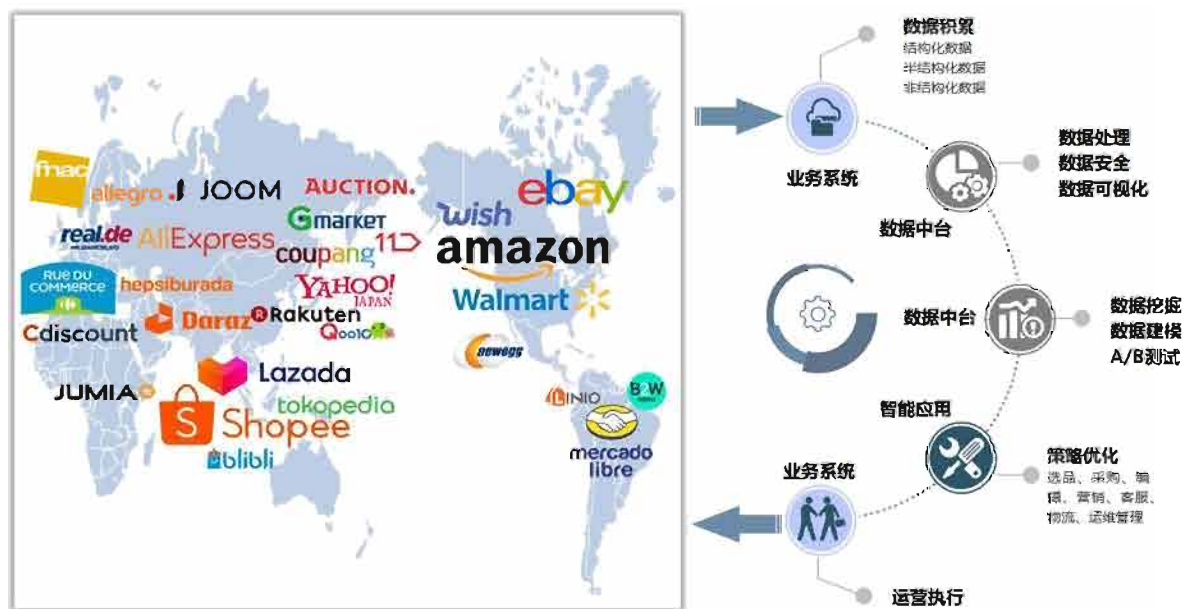 fnac
allegro
JOOM
AUCTION.
Gmarket
coupang
11
real.de
AliExpress
RUE DU
COMMERCE
hepsiburada
YAHOO!
JAPAN
Cdiscount
Daraz
Rakuten
Qoo10
JUMIA
Lazada
tokopedia
Shopee
blibli
ebay
wish
amazon
Walmart
newegg
LINIO
B2W
mercado
libre
数据积累
结构化数据
半结构化数据
非结构化数据
业务系统
数据处理
数据安全
数据可视化
数据中台
数据中台
数据挖掘
数据建模
A/B测试
智能应用
策略优化
选品、采购、编
辑、营销、客服、
物流、运维管理
业务系统
运营执行